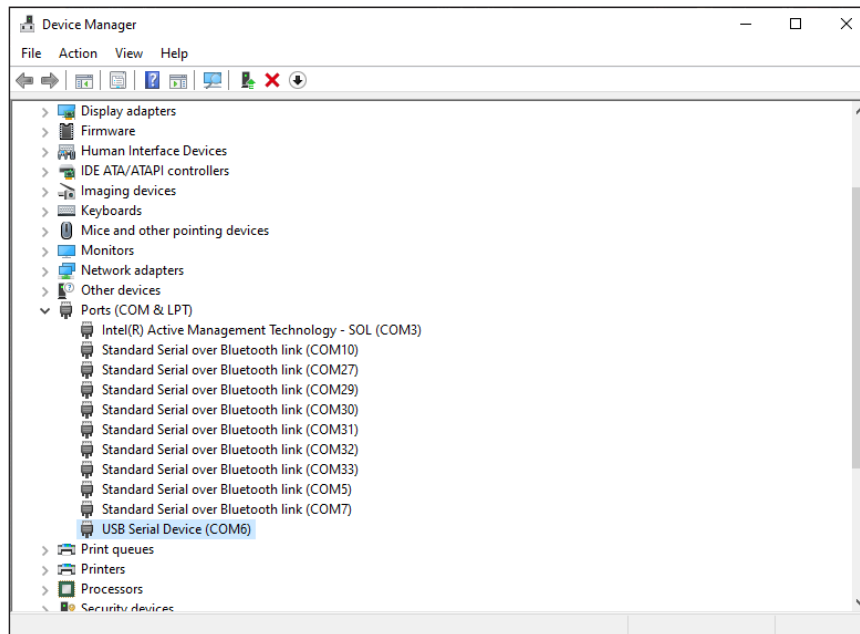 Device Manager
File Action View Help
Display adapters
Firmware
Human Interface Devices
IDE ATA/ATAPI controllers
Imaging devices
Keyboards
Mice and other pointing devices
Monitors
Network adapters
Other devices
Ports (COM & LPT)
Intel(R) Active Management Technology - SOL (COM3)
Standard Serial over Bluetooth link (COM10)
Standard Serial over Bluetooth link (COM27)
Standard Serial over Bluetooth link (COM29)
Standard Serial over Bluetooth link (COM30)
Standard Serial over Bluetooth link (COM31)
Standard Serial over Bluetooth link (COM32)
Standard Serial over Bluetooth link (COM33)
Standard Serial over Bluetooth link (COM5)
Standard Serial over Bluetooth link (COM7)
USB Serial Device (COM6)
Print queues
Printers
Processors
Security devices